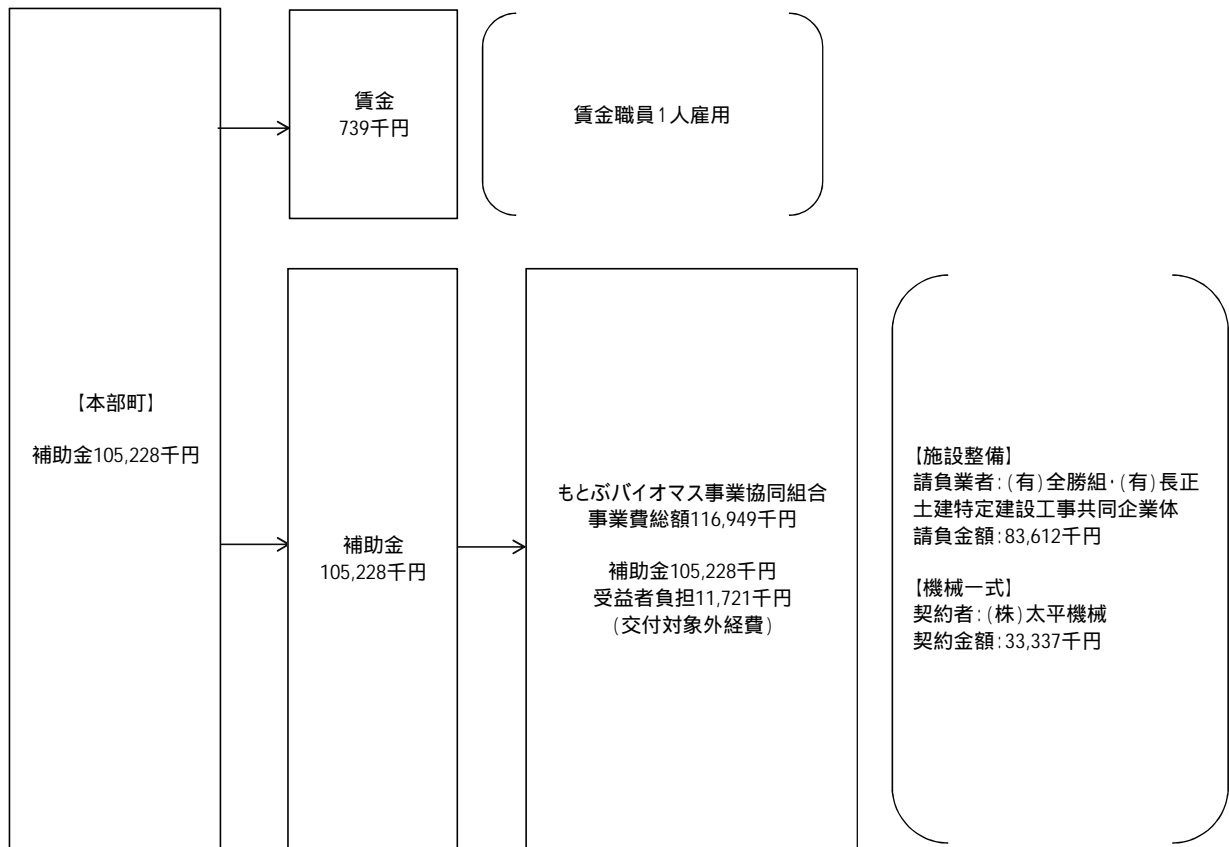 賃金
739千円
賃金職員1人雇用
【本部町】
補助金105,228千円
補助金
105,228千円
もとぶバイオマス事業協同組合
事業費総額116,949千円
補助金105,228千円
受益者負担11,721千円
(交付対象外経費)
【施設整備】
請負業者:(有)全勝組・(有)長正
土建特定建設工事共同企業体
請負金額:83,612千円
【機械一式】
契約者:(株)太平機械
契約金額:33,337千円